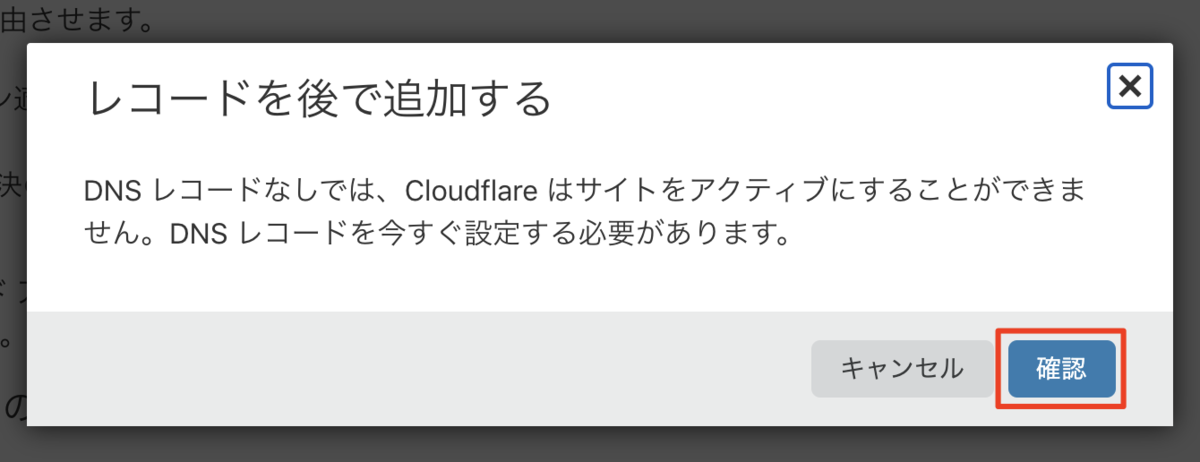 由させます。
レコードを後で追加する
DNS レコードなしでは、Cloudflare はサイトをアクティブにすることができま
せん。DNS レコードを今すぐ設定する必要があります。
キャンセル
確認
の